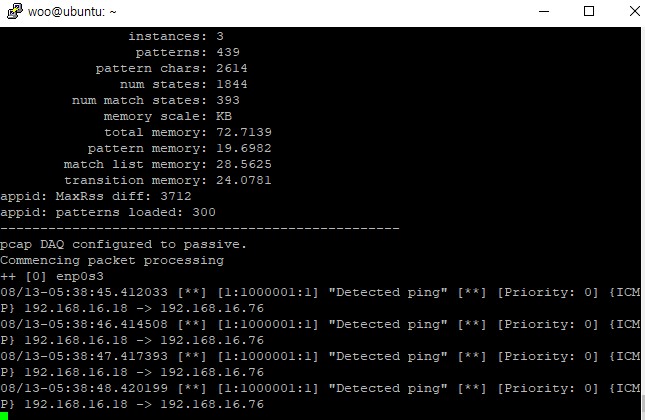 woo@ubuntu: ~
instances: 3
patterns: 439
pattern chars: 2614
num states: 1844
num match states: 393
memory scale: KB
total memory: 72.7139
pattern memory: 19.6982
match list memory: 28.5625
transition memory: 24.0781
appid: MaxRss diff: 3712
appid: patterns loaded: 300
--------------------------------------------------
pcap DAQ configured to passive.
Commencing packet processing
++ [0] enp0s3
08/13-05:38:45.412033 [**] [1:1000001:1] "Detected ping" [**] [Priority: 0] {ICM
P} 192.168.16.18 -> 192.168.16.76
08/13-05:38:46.414508 [**] [1:1000001:1] "Detected ping" [**] [Priority: 0] {ICM
P} 192.168.16.18 -> 192.168.16.76
08/13-05:38:47.417393 [**] [1:1000001:1] "Detected ping" [**] [Priority: 0] {ICM
P} 192.168.16.18 -> 192.168.16.76
08/13-05:38:48.420199 [**] [1:1000001:1] "Detected ping" [**] [Priority: 0] {ICM
P} 192.168.16.18 -> 192.168.16.76